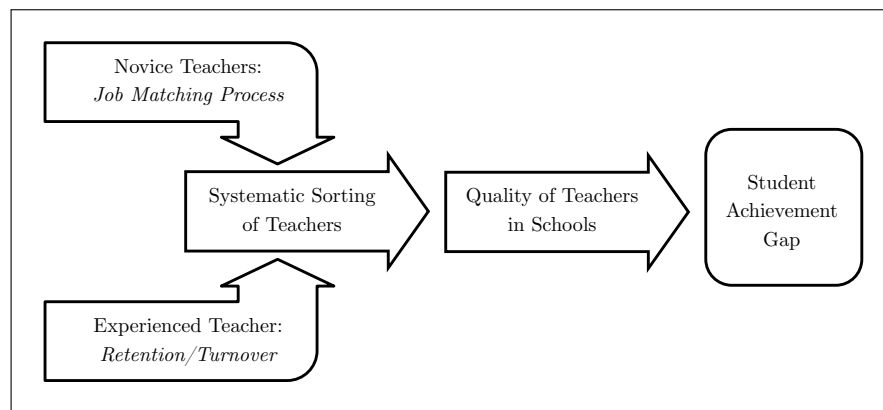 Novice Teachers:
Job Matching Process
Systematic Sorting
of Teachers
Quality of Teachers
in Schools
Student
Achievement
Gap
Experienced Teacher:
Retention/Turnover